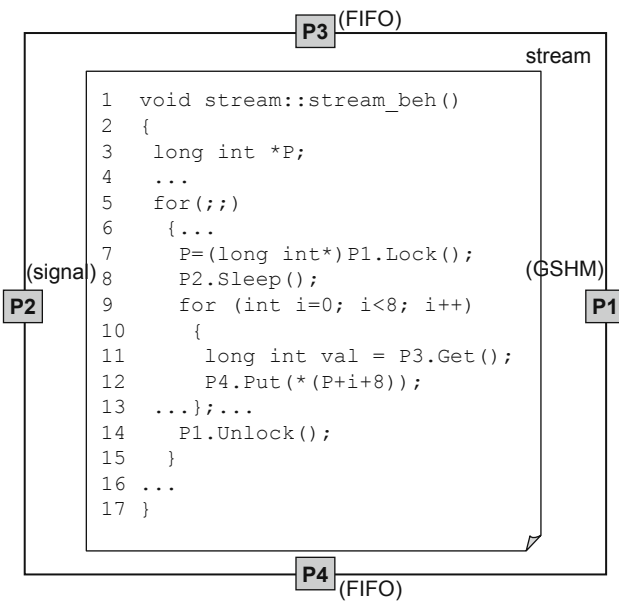 P3 (FIFO)
stream
1 void stream::stream_beh()
2 {
3 long int *P;
4 ...
5 for(;;)
6 {...
7 P=(long int*)P1.Lock();
(signal) 8 P2.Sleep(); (GSHM)
P2 9 for (int i=0; i<8; i++) P1
10 {
11 long int val = P3.Get();
12 P4.Put(*(P+i+8));
13 ...};...
14 P1.Unlock();
15 }
16 ...
17 }
P4 (FIFO)